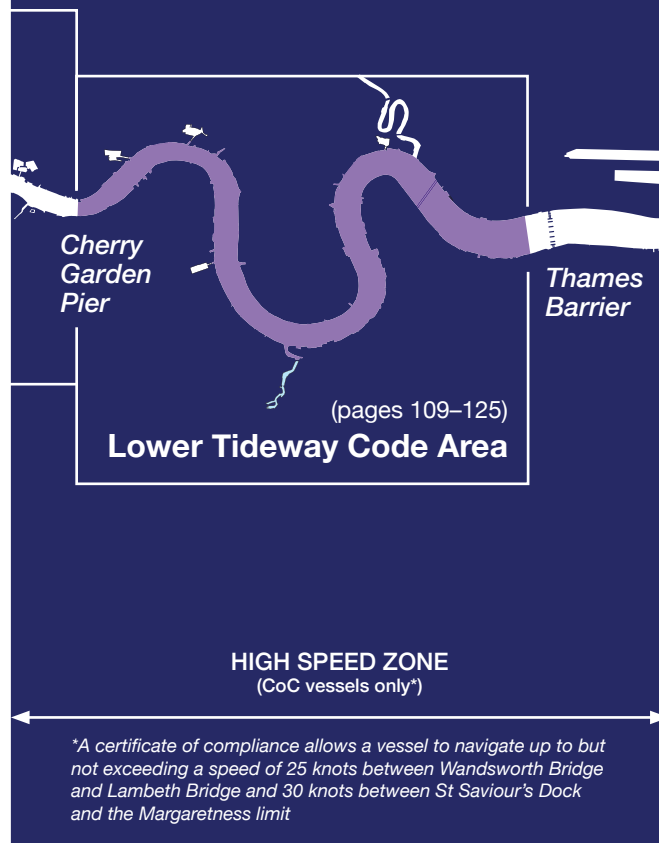 Cherry
Garden
Pier
Thames
Barrier
(pages 109–125)
Lower Tideway Code Area
HIGH SPEED ZONE
(CoC vessels only*)
*A certificate of compliance allows a vessel to navigate up to but
not exceeding a speed of 25 knots between Wandsworth Bridge
and Lambeth Bridge and 30 knots between St Saviour's Dock
and the Margaretness limit